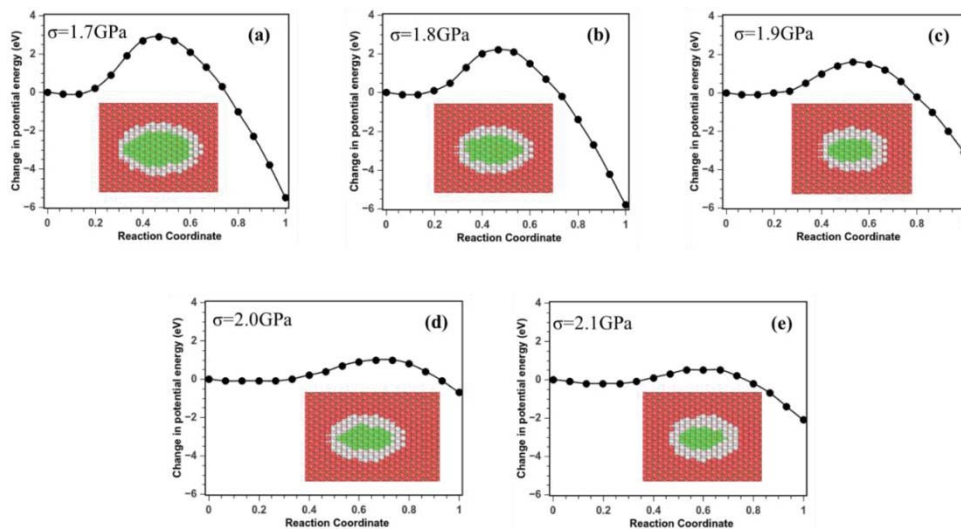 σ=1.7GPa
(a)
Change in potential energy (eV)
4
2
0
−2
−4
−6
0 0.2 0.4 0.6 0.8 1
Reaction Coordinate
σ=1.8GPa
(b)
Change in potential energy (eV)
4
2
0
−2
−4
−6
0 0.2 0.4 0.6 0.8 1
Reaction Coordinate
σ=1.9GPa
(c)
Change in potential energy (eV)
4
2
0
−2
−4
−6
0 0.2 0.4 0.6 0.8 1
Reaction Coordinate
σ=2.0GPa
(d)
Change in potential energy (eV)
4
2
0
−2
−4
−6
0 0.2 0.4 0.6 0.8 1
Reaction Coordinate
σ=2.1GPa
(e)
Change in potential energy (eV)
4
2
0
−2
−4
−6
0 0.2 0.4 0.6 0.8 1
Reaction Coordinate